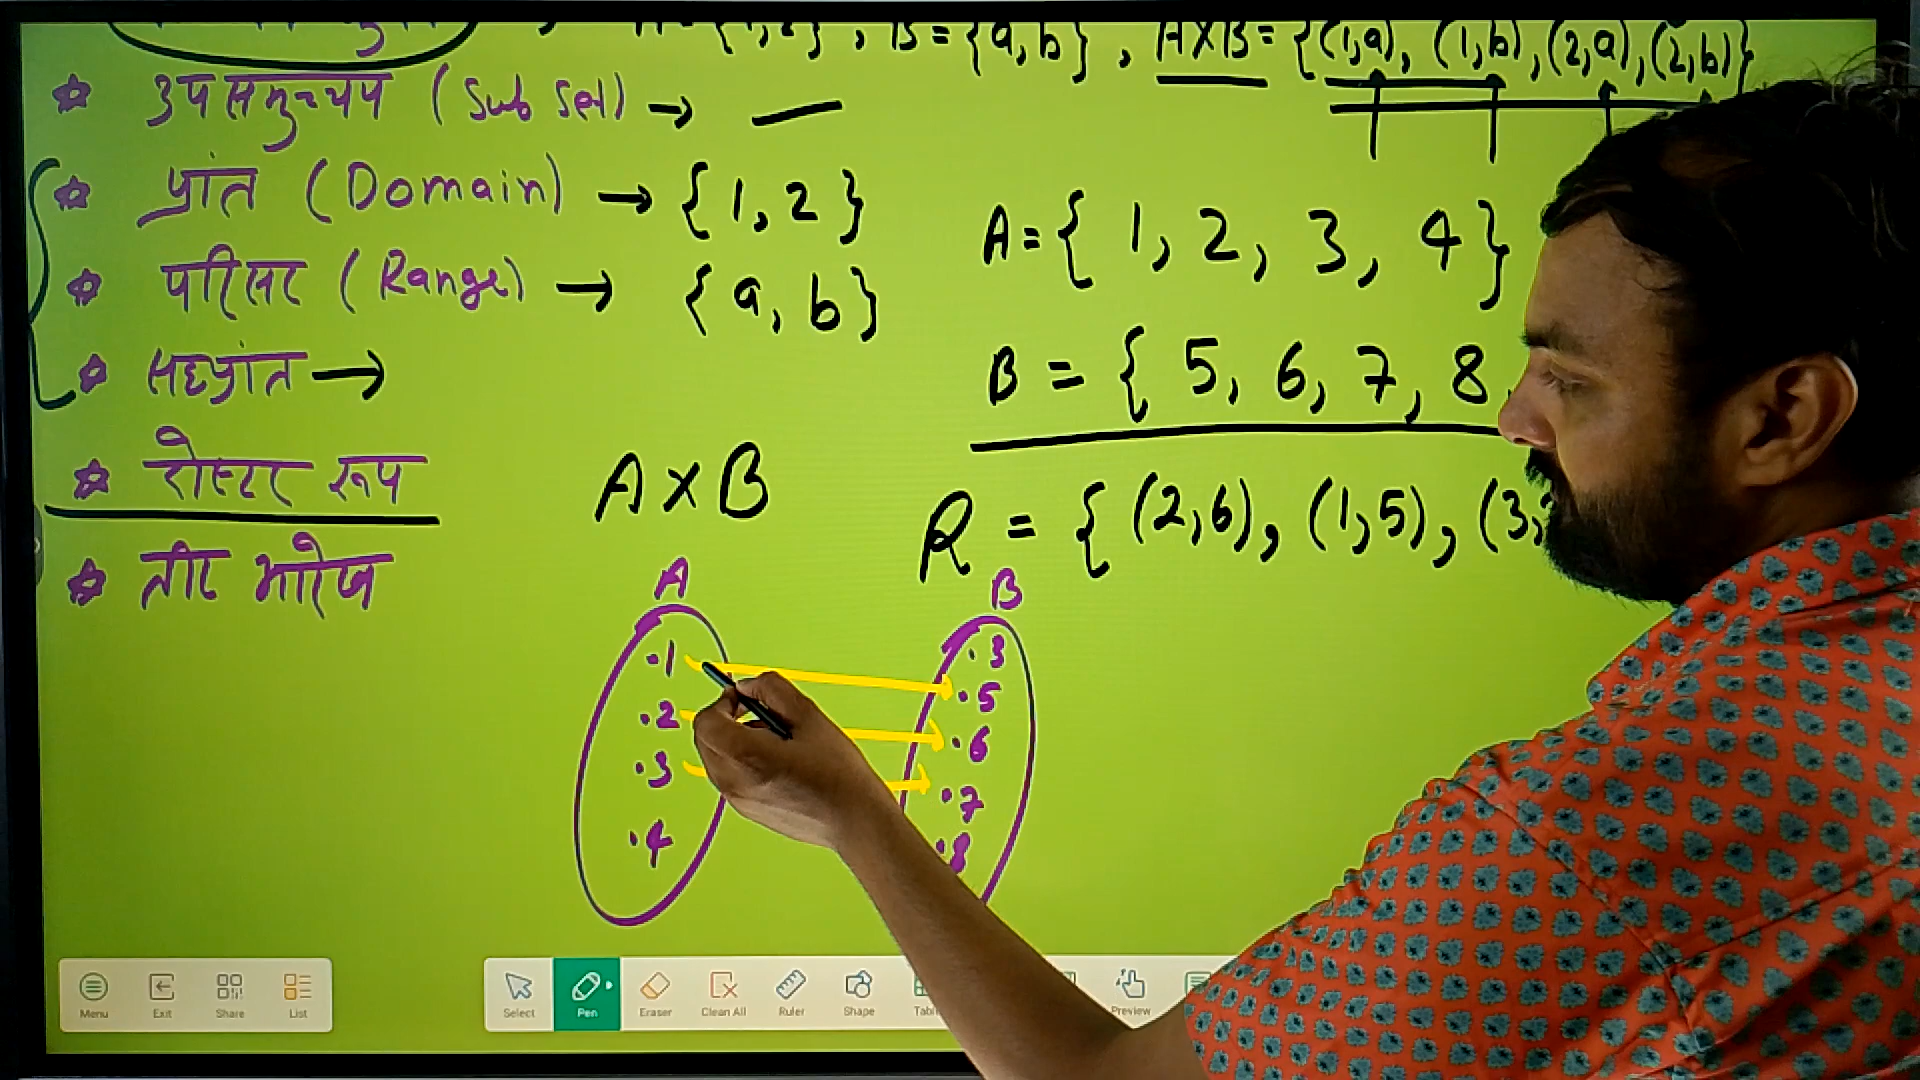 A={1,2}, B={a,b}, A×B={(1,a), (1,b),(2,a),(2,b)}
उपसमुच्चय (Sub Set) → —
प्रांत (Domain) → {1,2}
परिसर (Range) → {a, b}
सहप्रांत →
रोस्टर रूप
तीर आरेख
A={ 1, 2, 3, 4}
B = { 5, 6, 7, 8,
A×B
R = { (2,6), (1,5), (3,
A
.1
.2
.3
.4
B
.3
.5
.6
.7
.8
Menu
Exit
Share
List
Select
Pen
Eraser
Clean All
Ruler
Shape
Preview